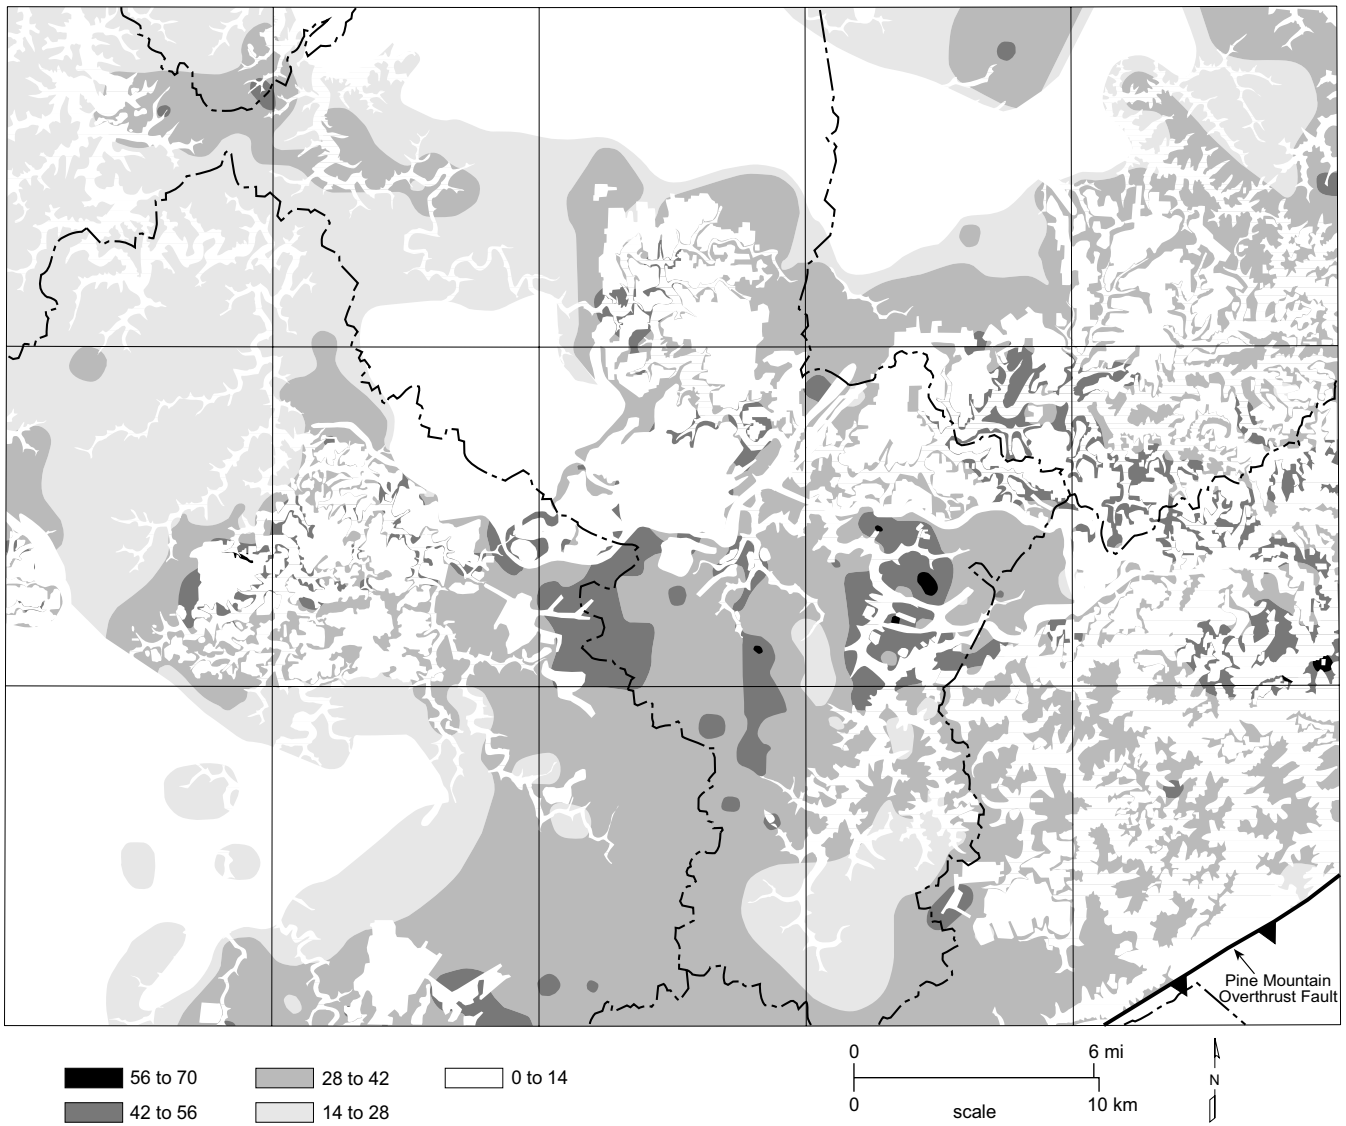 Pine Mountain
Overthrust Fault
56 to 70
28 to 42
0 to 14
42 to 56
14 to 28
0
6 mi
0
scale
10 km
N